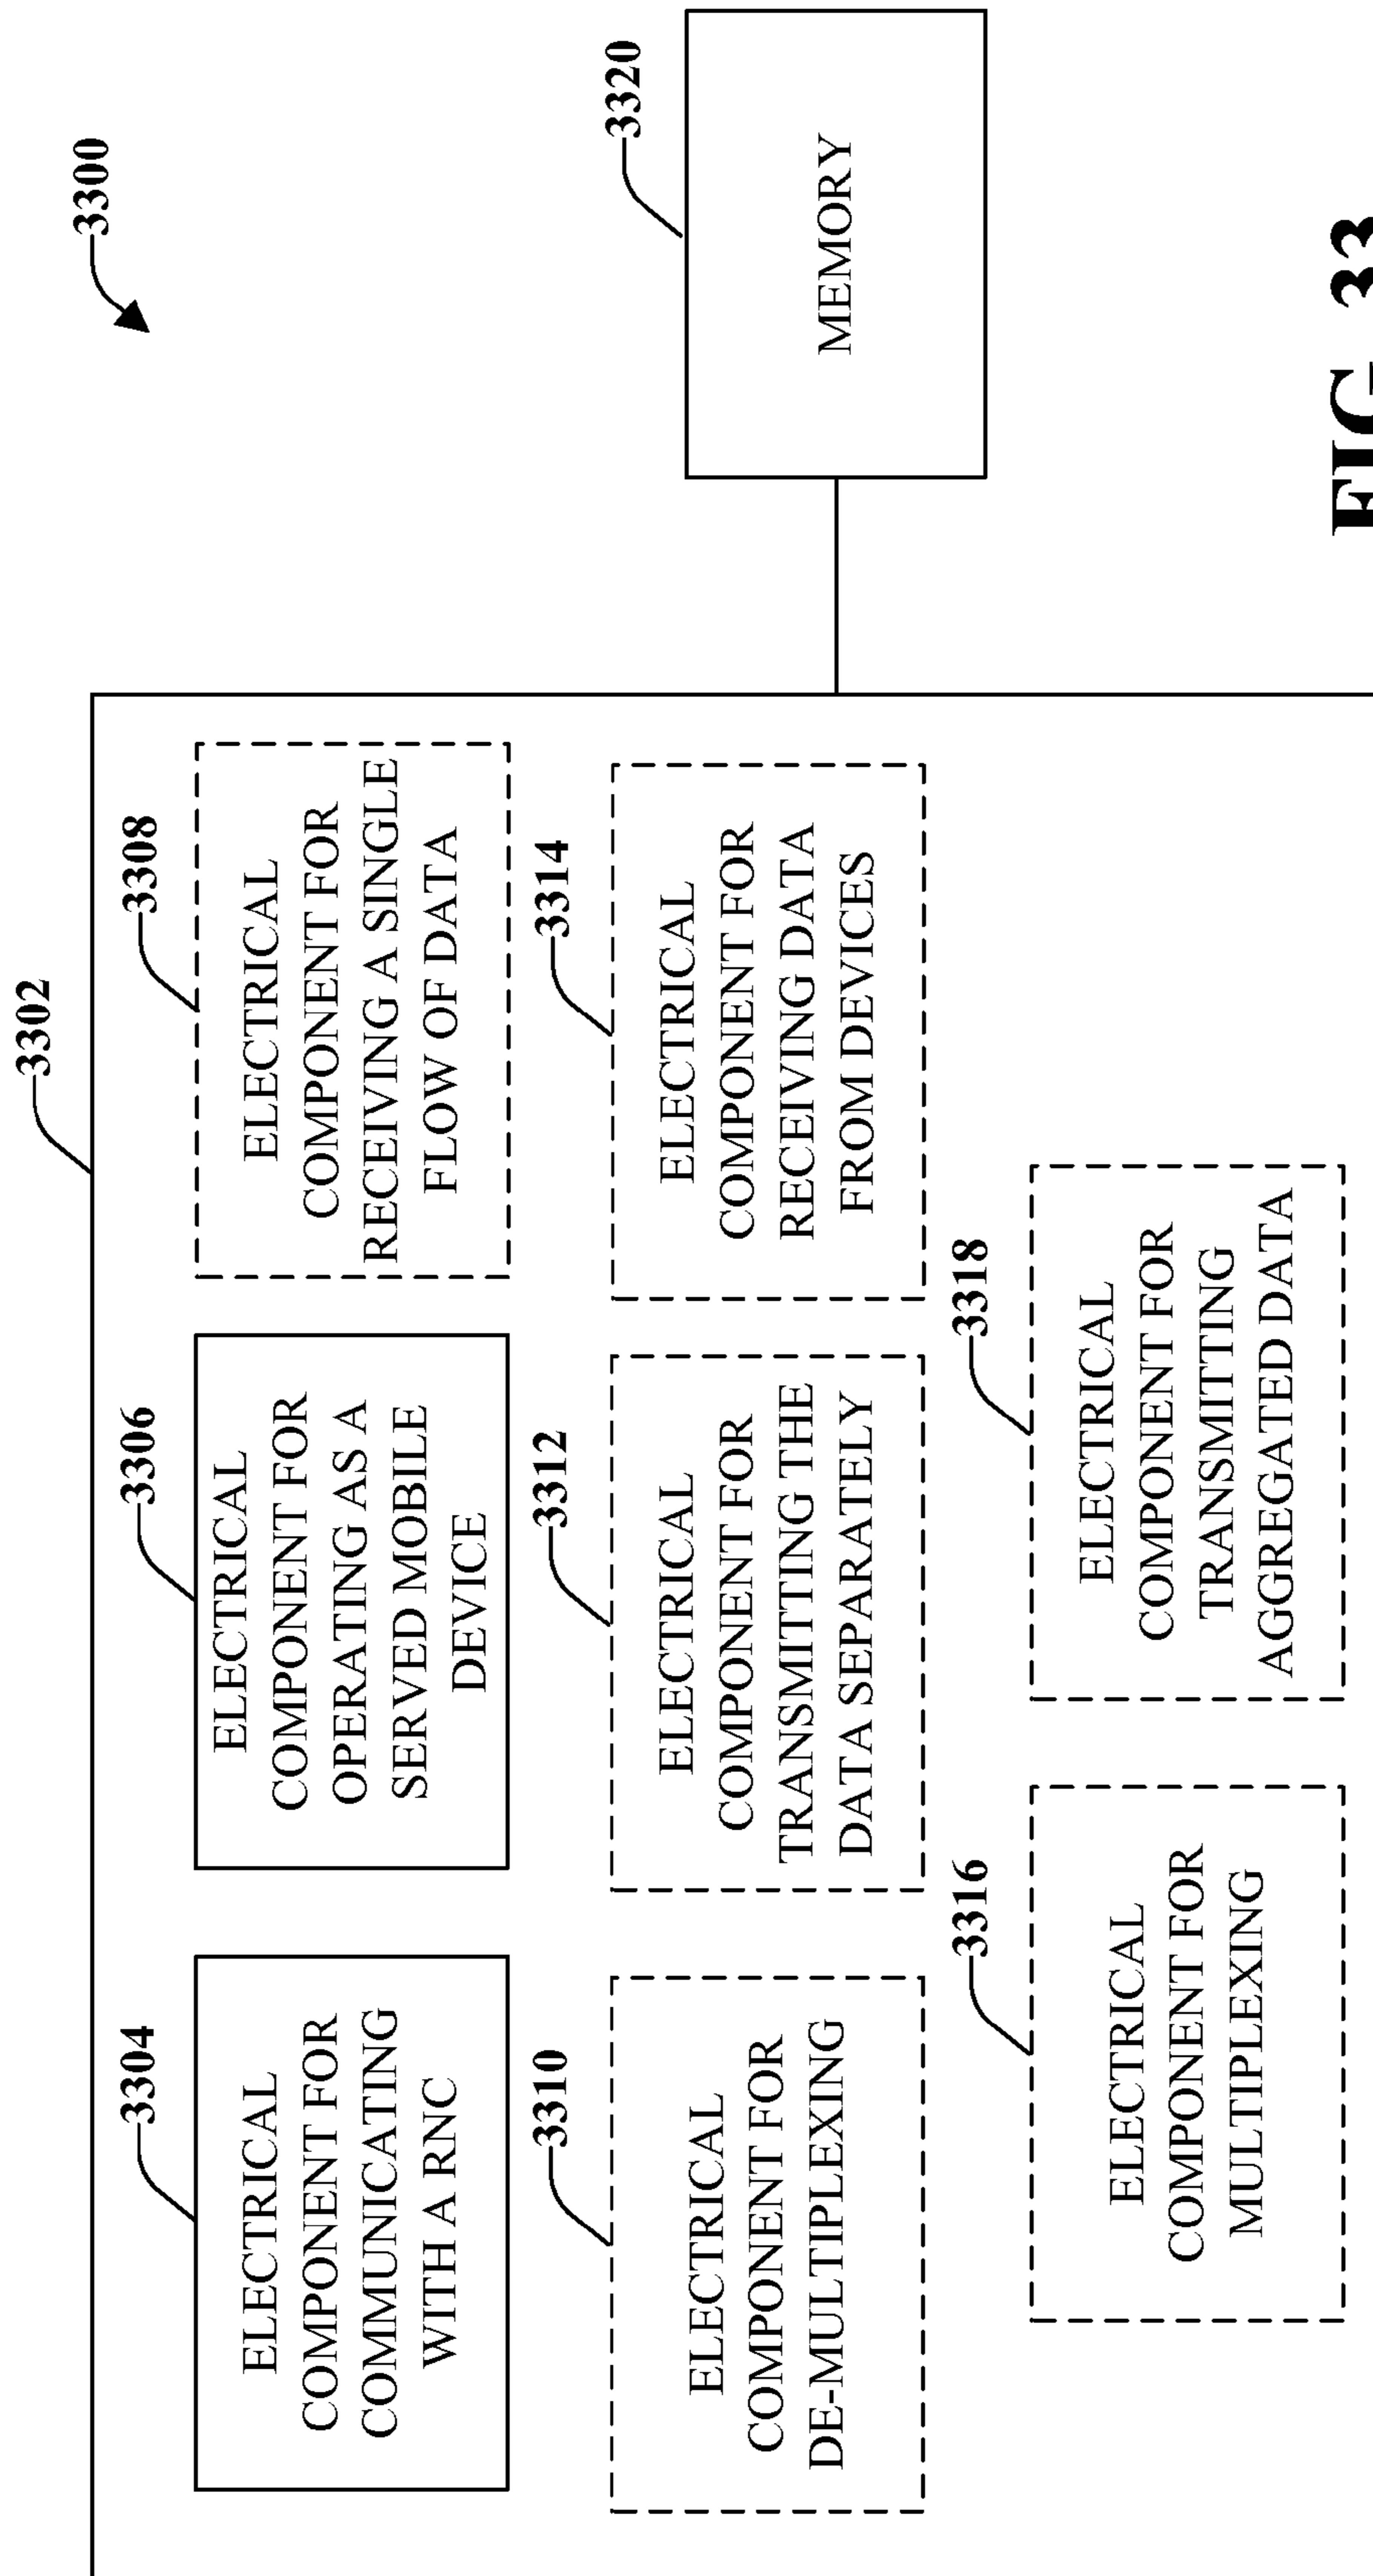 3300
3302
3304
ELECTRICAL
COMPONENT FOR
COMMUNICATING
WITH A RNC
3306
ELECTRICAL
COMPONENT FOR
OPERATING AS A
SERVED MOBILE
DEVICE
3308
ELECTRICAL
COMPONENT FOR
RECEIVING A SINGLE
FLOW OF DATA
3310
ELECTRICAL
COMPONENT FOR
DE-MULTIPLEXING
3312
ELECTRICAL
COMPONENT FOR
TRANSMITTING THE
DATA SEPARATELY
3314
ELECTRICAL
COMPONENT FOR
RECEIVING DATA
FROM DEVICES
3316
ELECTRICAL
COMPONENT FOR
MULTIPLEXING
3318
ELECTRICAL
COMPONENT FOR
TRANSMITTING
AGGREGATED DATA
3320
MEMORY
FIG. 33